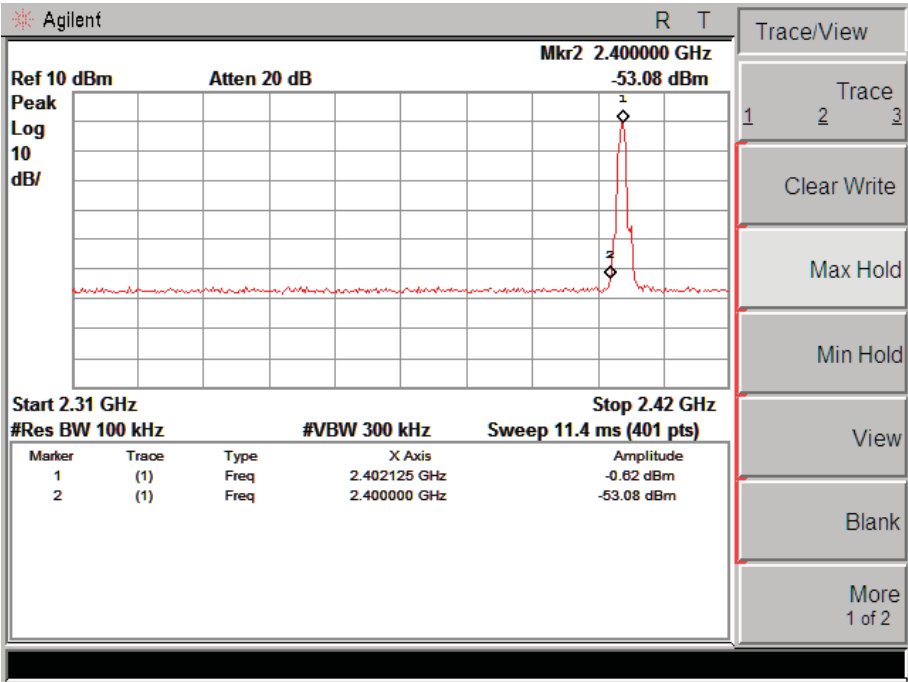 Agilent R T
Mkr2 2.400000 GHz
Ref 10 dBm Atten 20 dB -53.08 dBm
Peak
Log
10
dB/
1
2
Start 2.31 GHz Stop 2.42 GHz
#Res BW 100 kHz #VBW 300 kHz Sweep 11.4 ms (401 pts)
Marker Trace Type X Axis Amplitude
1 (1) Freq 2.402125 GHz -0.62 dBm
2 (1) Freq 2.400000 GHz -53.08 dBm
Trace/View
Trace
1 2 3
Clear Write
Max Hold
Min Hold
View
Blank
More
1 of 2